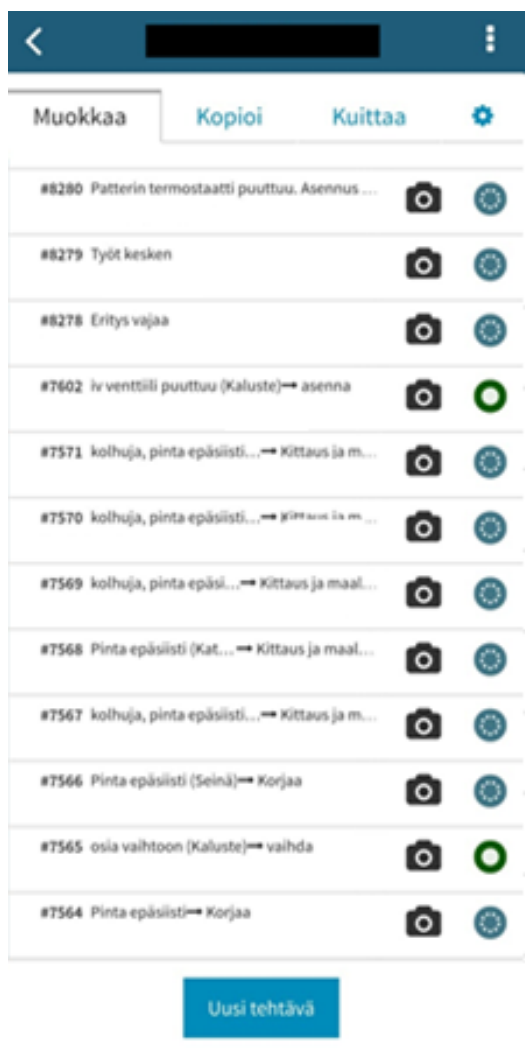 Muokkaa Kopioi Kuittaa
#8280 Patterin termostaatti puuttuu. Asennus ...
#8279 Työt kesken
#8278 Eritys vajaa
#7602 iv venttiili puuttuu (Kaluste)→ asenna
#7571 kolhuja, pinta epäsiisti...→ Kittaus ja m...
#7570 kolhuja, pinta epäsiisti...→ Kittaus ja m...
#7569 kolhuja, pinta epäsi...→ Kittaus ja maal...
#7568 Pinta epäsiisti (Kat...→ Kittaus ja maal...
#7567 kolhuja, pinta epäsiisti...→ Kittaus ja m...
#7566 Pinta epäsiisti (Seinä)→ Korjaa
#7565 osia vaihtoon (Kaluste)→ vaihda
#7564 Pinta epäsiisti→ Korjaa
Uusi tehtävä